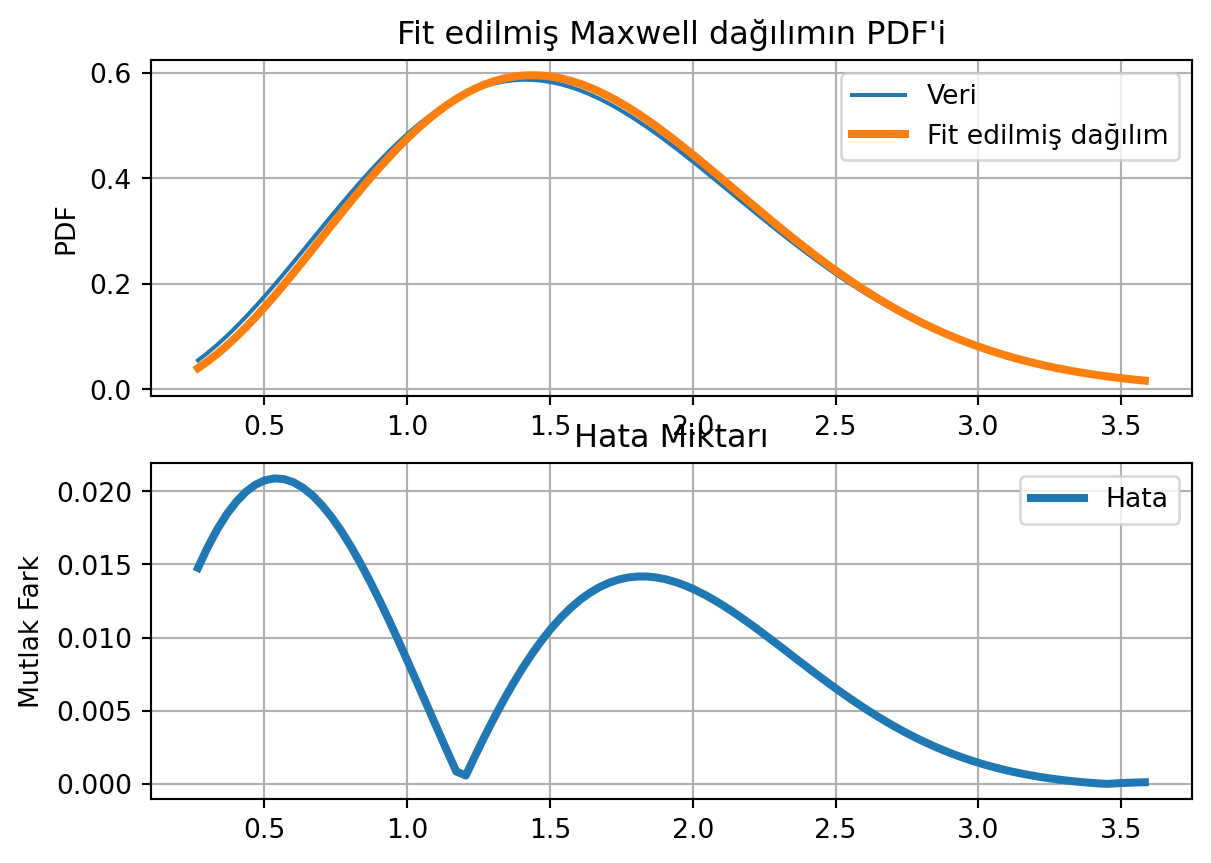 Fit edilmiş Maxwell dağılımın PDF'i
Veri
Fit edilmiş dağılım
PDF
0.6
0.4
0.2
0.0
0.5 1.0 1.5 2.0 2.5 3.0 3.5
Hata Miktarı
Hata
Mutlak Fark
0.020
0.015
0.010
0.005
0.000
0.5 1.0 1.5 2.0 2.5 3.0 3.5